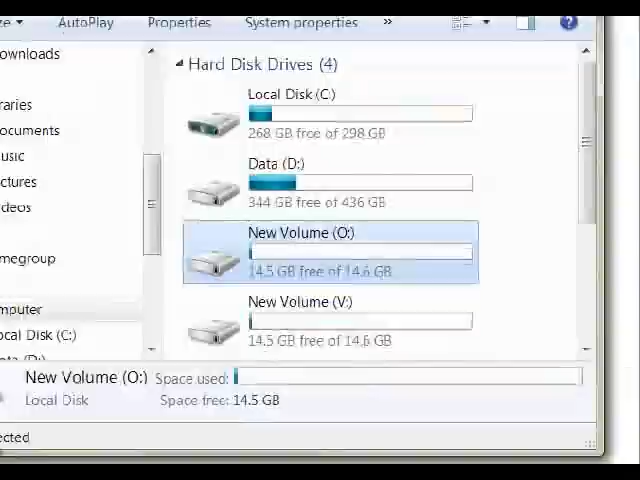 ze AutoPlay Properties System properties »
ownloads
Hard Disk Drives (4)
Local Disk (C:)
268 GB free of 298 GB
Data (D:)
344 GB free of 436 GB
New Volume (O:)
14.5 GB free of 14.6 GB
New Volume (V:)
14.5 GB free of 14.6 GB
raries
ocuments
usic
ctures
deos
megroup
mputer
ocal Disk (C:)
ata (D:)
New Volume (O:) Space used:
Local Disk Space free: 14.5 GB
ected